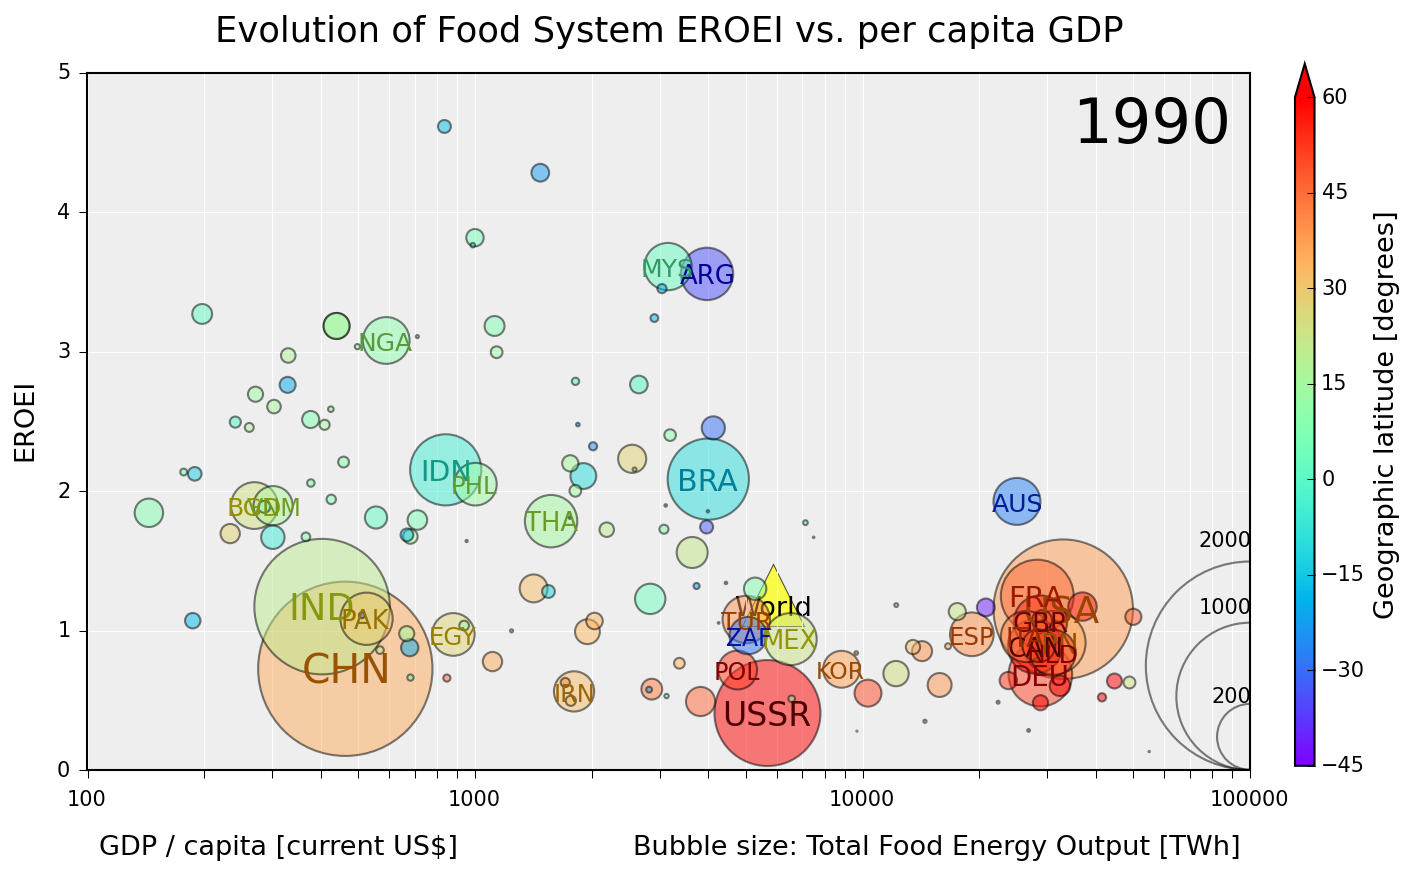 Evolution of Food System EROEI vs. per capita GDP
1990
EROEI
5
4
3
2
1
0
MYS
ARG
NGA
IDN
PHL
BRA
THA
AUS
IND
PAK
EGY
CHN
IRN
World
TUR
ZAF
MEX
POL
KOR
USSR
ESP
FRA
GBR
CAN
DEU
2000
1000
200
100
1000
10000
100000
GDP / capita [current US$]
Bubble size: Total Food Energy Output [TWh]
60
45
30
15
0
−15
−30
−45
Geographic latitude [degrees]